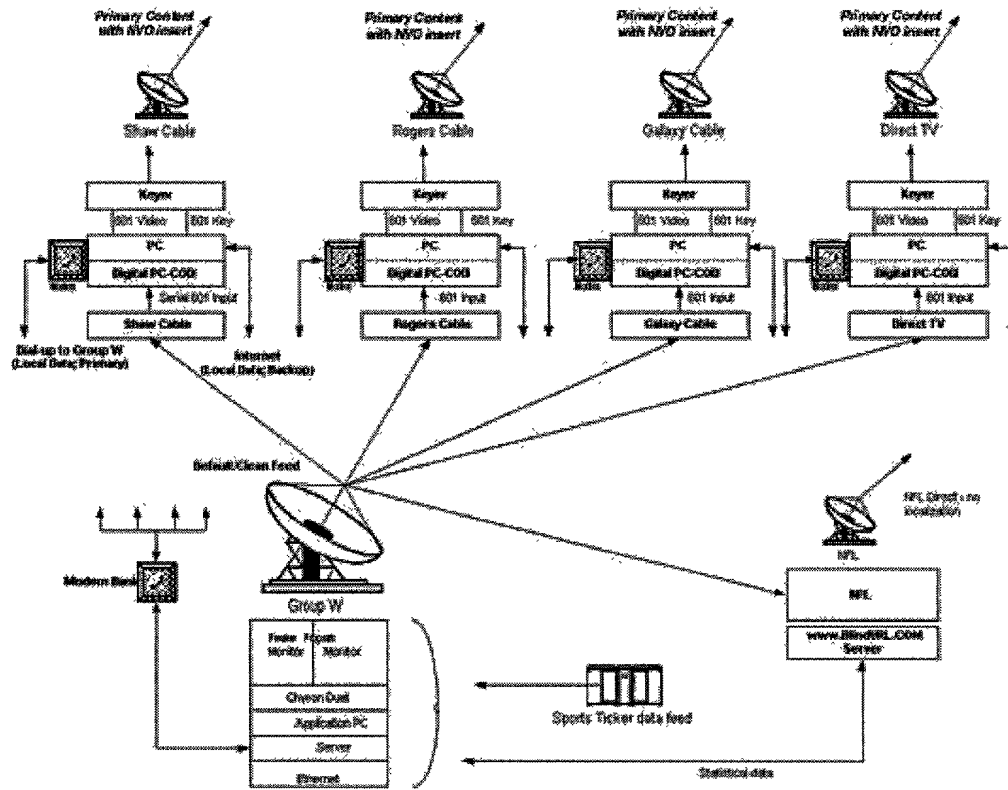 Primary Content
with NVO insert
Primary Content
with NVO insert
Primary Content
with NVO insert
Primary Content
with NVO insert
Shaw Cable
Rogers Cable
Galaxy Cable
Direct TV
Keyer
Keyer
Keyer
Keyer
601 Video
601 Key
601 Video
601 Key
601 Video
601 Key
601 Video
601 Key
PC
PC
PC
PC
Digital PC-CODI
Digital PC-CODI
Digital PC-CODI
Digital PC-CODI
Serial 601 Input
601 Input
601 Input
601 Input
Shaw Cable
Rogers Cable
Galaxy Cable
Direct TV
Dial-up to Group W
(Local Data; Primary)
Internet
(Local Data; Backup)
Default/Clean Feed
NFL Direct - no
localization
NFL
Modem Bank
Group W
NFL
www.BlindURL.COM
Server
Monitor
Monitor
Chyron Duet
Application PC
Server
Ethernet
Sports Ticker data feed
Statistical data